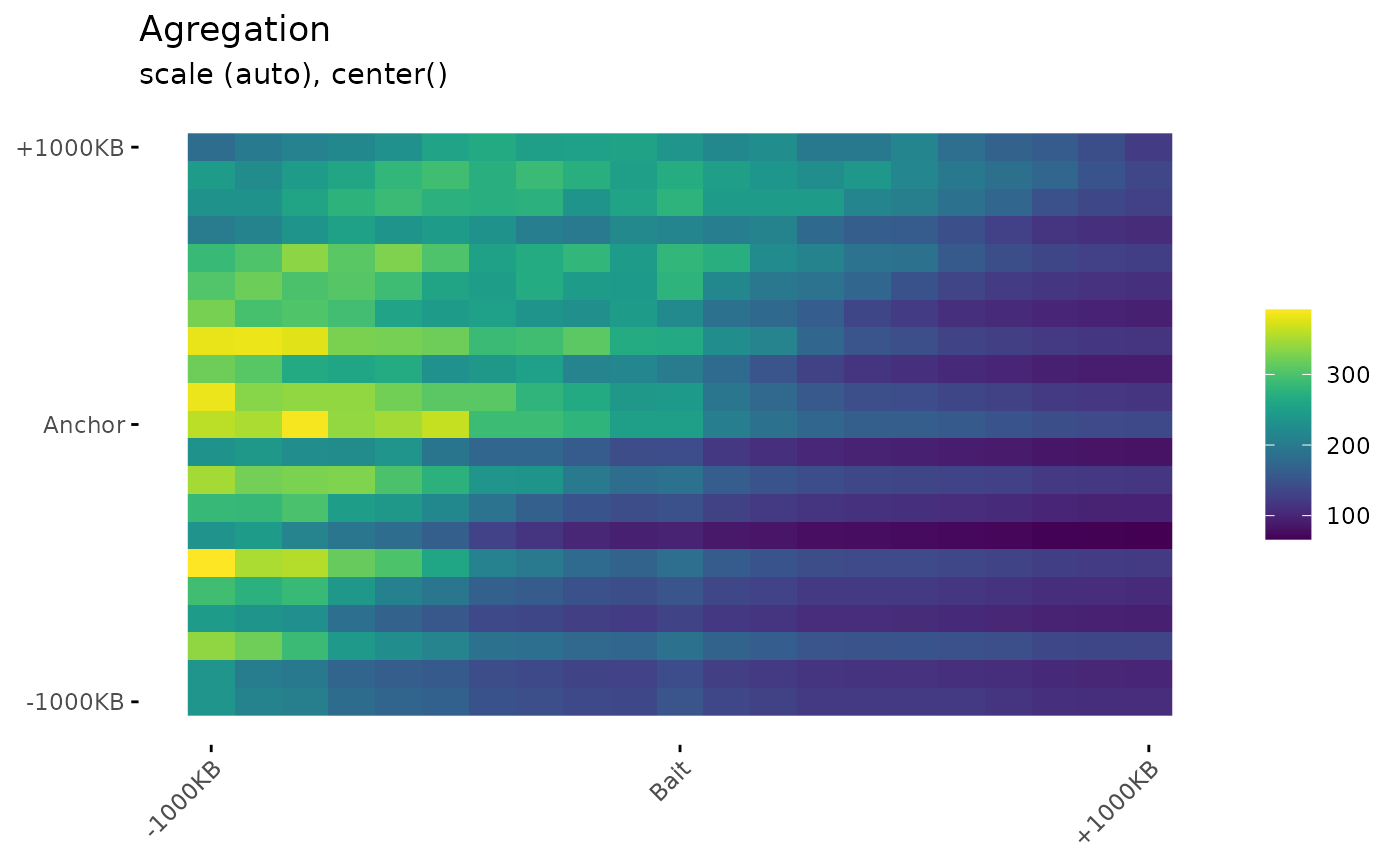 Agregation
scale (auto), center()
+1000KB
Anchor
-1000KB
-1000KB
Bait
+1000KB
300
200
100